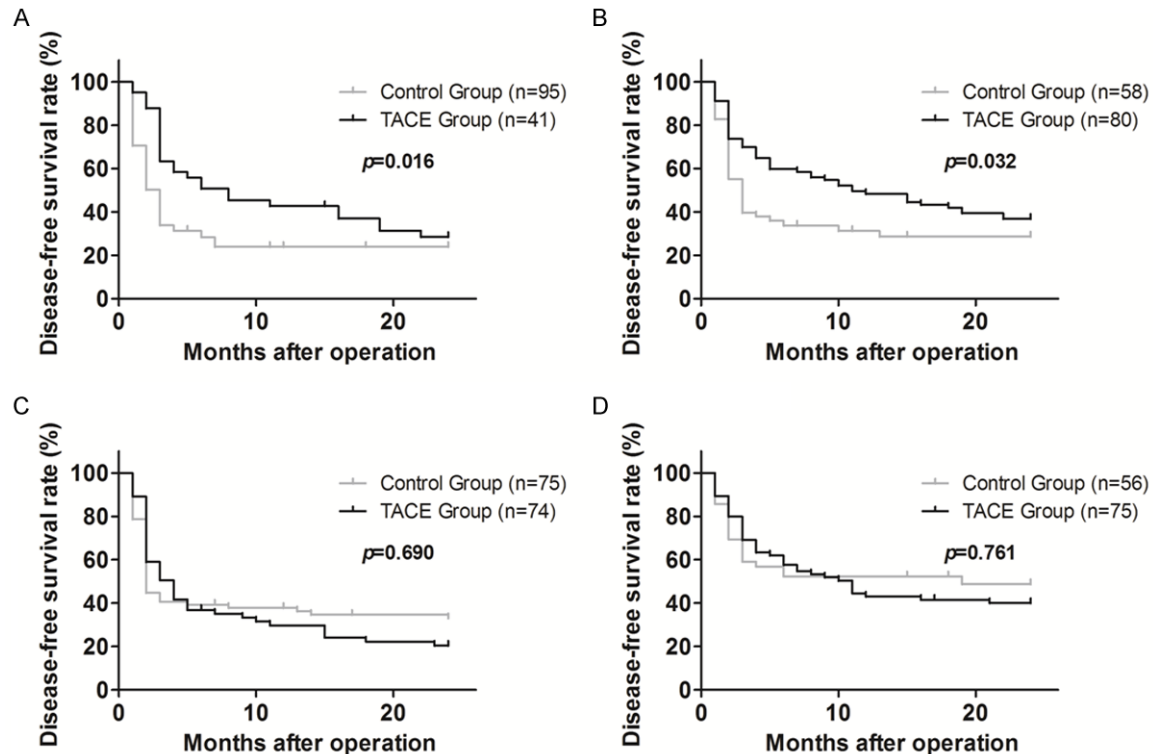 A
Disease-free survival rate (%)
100
80
60
40
20
0
0
10
20
Months after operation
Control Group (n=95)
TACE Group (n=41)
p=0.016
B
Disease-free survival rate (%)
100
80
60
40
20
0
0
10
20
Months after operation
Control Group (n=58)
TACE Group (n=80)
p=0.032
C
Disease-free survival rate (%)
100
80
60
40
20
0
0
10
20
Months after operation
Control Group (n=75)
TACE Group (n=74)
p=0.690
D
Disease-free survival rate (%)
100
80
60
40
20
0
0
10
20
Months after operation
Control Group (n=56)
TACE Group (n=75)
p=0.761